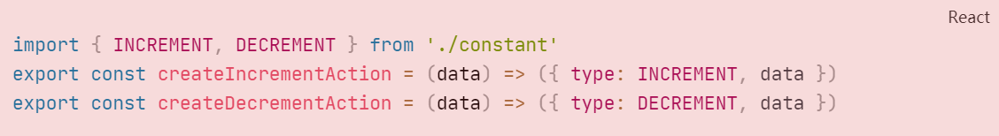 React
import { INCREMENT, DECREMENT } from './constant'
export const createIncrementAction = (data) => ({ type: INCREMENT, data })
export const createDecrementAction = (data) => ({ type: DECREMENT, data })